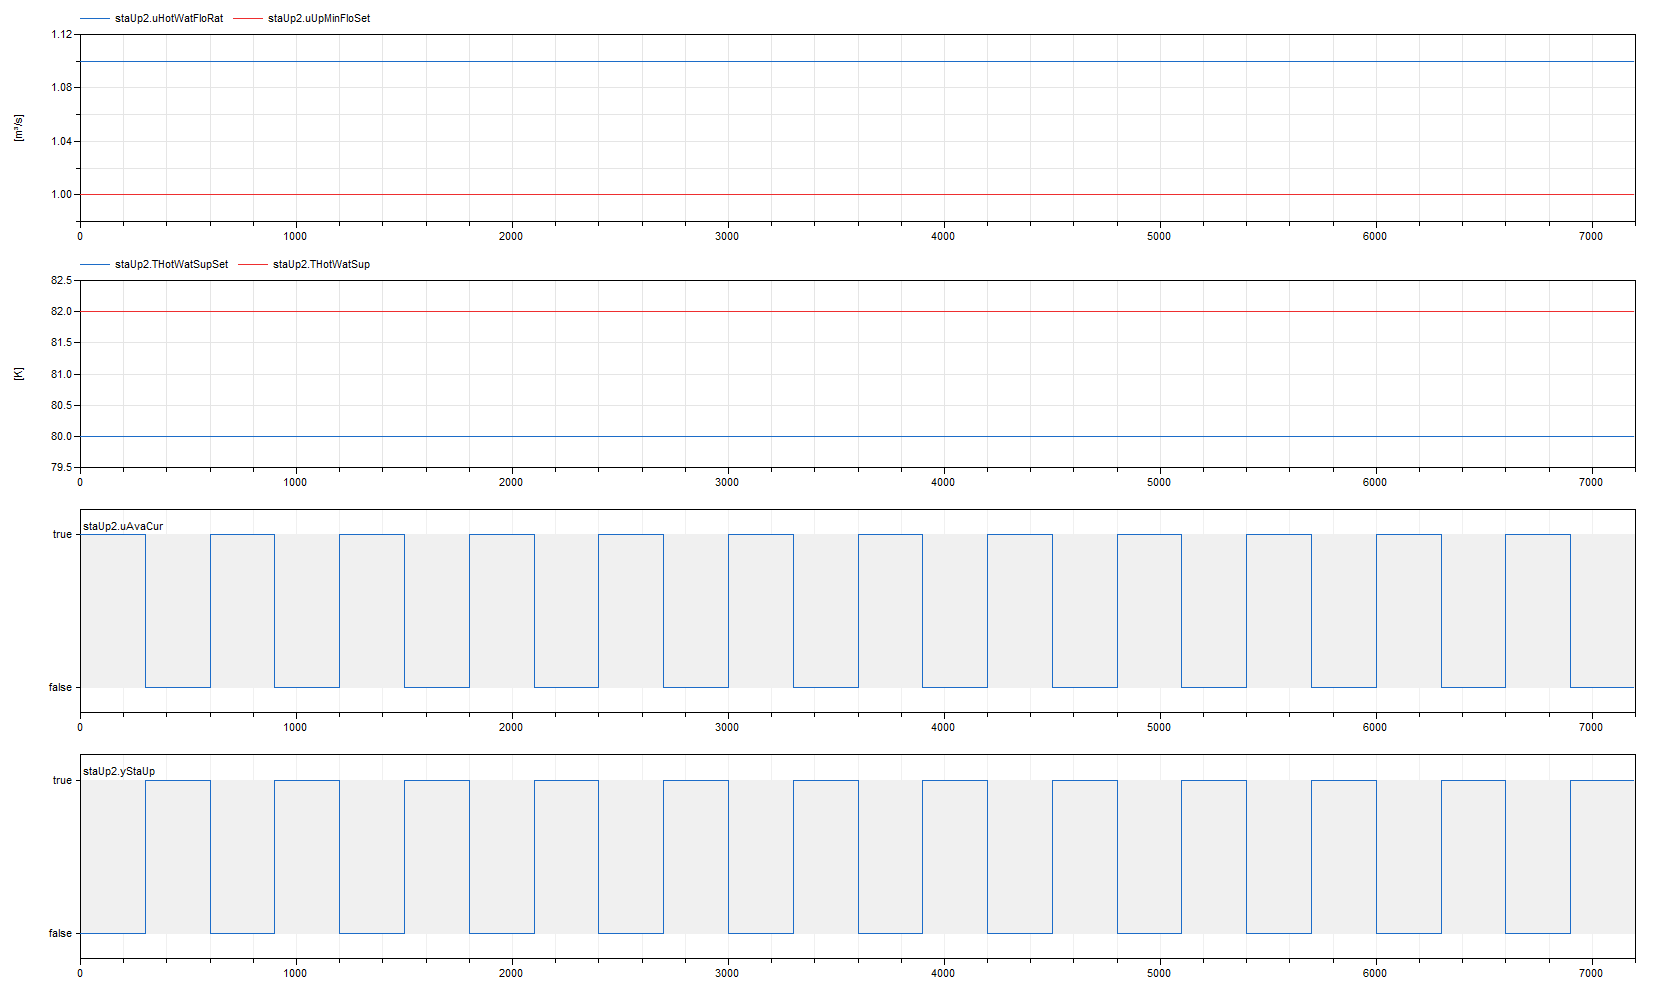 staUp2.uHotWatFloRat staUp2.uUpMinFloSet
1.12
1.08
1.04
1.00
[m³/s]
0 1000 2000 3000 4000 5000 6000 7000
staUp2.THotWatSupSet staUp2.THotWatSup
82.5
82.0
81.5
81.0
80.5
80.0
79.5
[K]
0 1000 2000 3000 4000 5000 6000 7000
staUp2.uAvaCur
true
false
0 1000 2000 3000 4000 5000 6000 7000
staUp2.yStaUp
true
false
0 1000 2000 3000 4000 5000 6000 7000